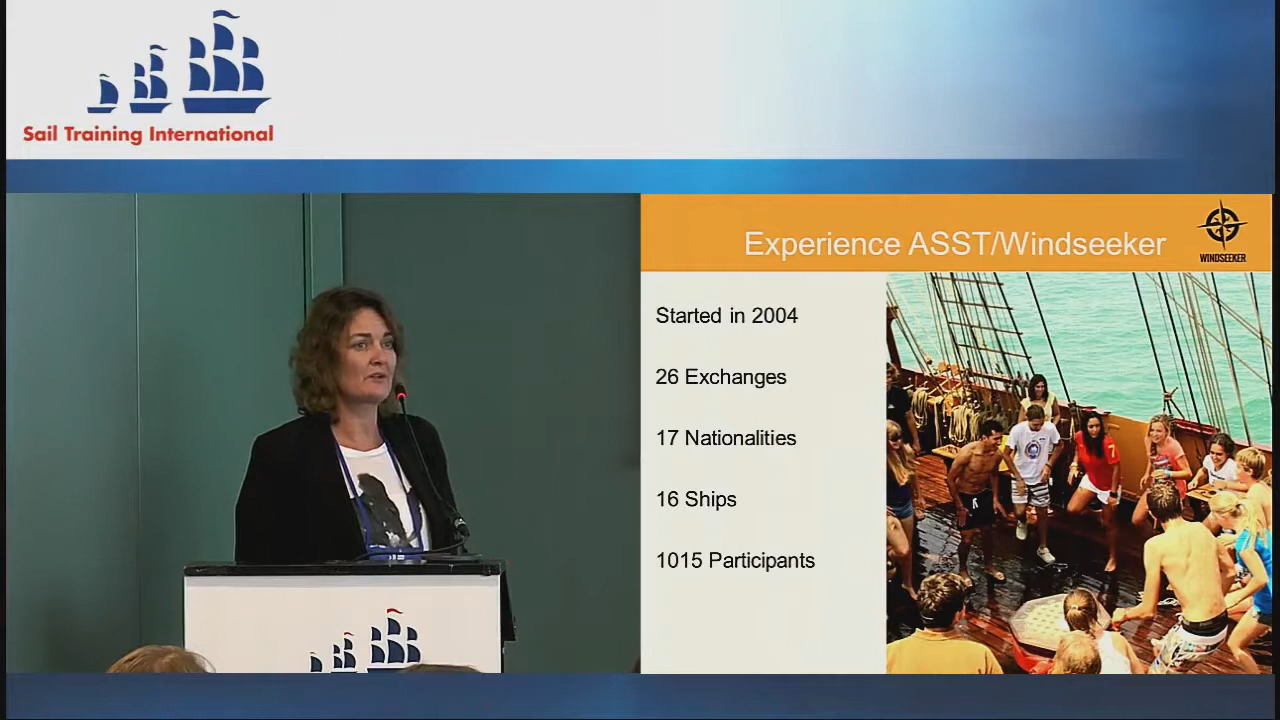 Sail Training International
Experience ASST/Windseeker
WINDSEEKER
Started in 2004
26 Exchanges
17 Nationalities
16 Ships
1015 Participants